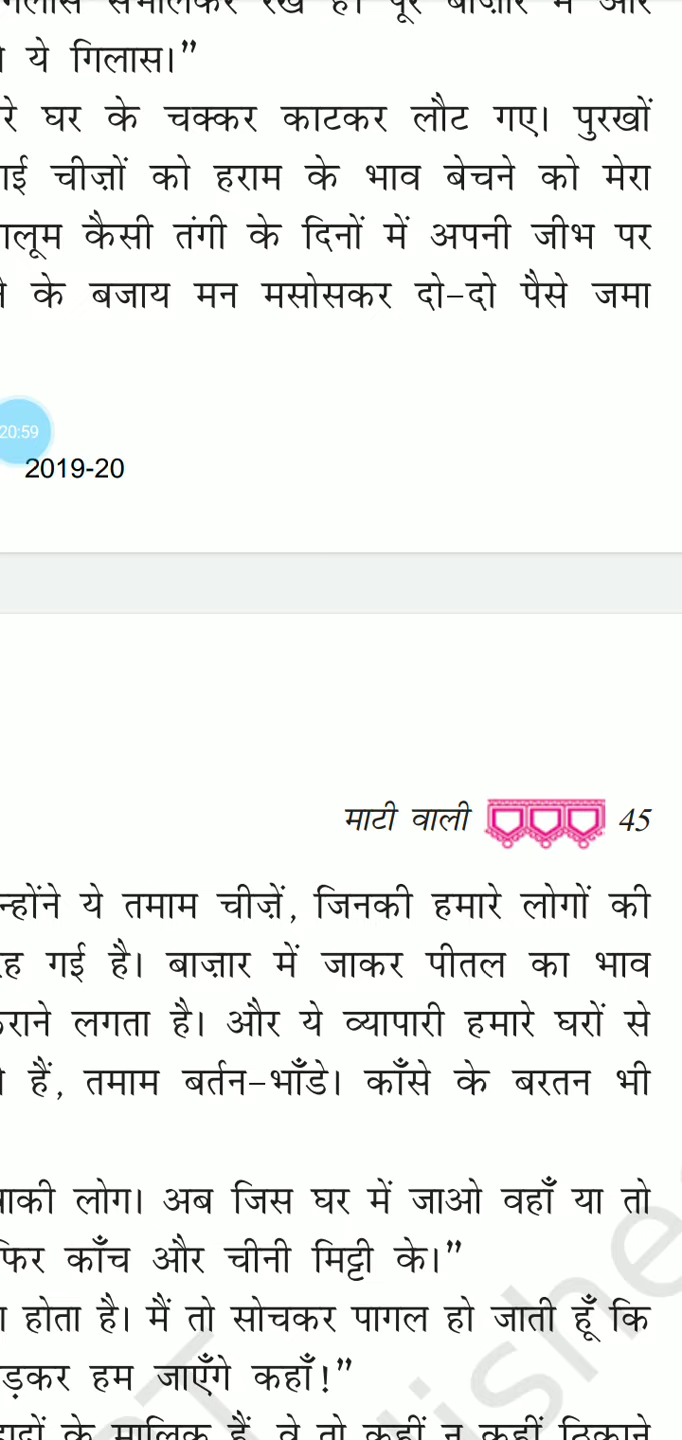 ये गिलास।”
रे घर के चक्कर काटकर लौट गए। पुरखों
ई चीज़ों को हराम के भाव बेचने को मेरा
लूम कैसी तंगी के दिनों में अपनी जीभ पर
के बजाय मन मसोसकर दो-दो पैसे जमा
20:59
2019-20
माटी वाली 45
न्होंने ये तमाम चीज़ें, जिनकी हमारे लोगों की
ह गई है। बाज़ार में जाकर पीतल का भाव
राने लगता है। और ये व्यापारी हमारे घरों से
हैं, तमाम बर्तन-भाँडे। काँसे के बरतन भी
ाकी लोग। अब जिस घर में जाओ वहाँ या तो
फिर काँच और चीनी मिट्टी के।”
होता है। मैं तो सोचकर पागल हो जाती हूँ कि
ड़कर हम जाएँगे कहाँ!”
के मालिक हैं, वे तो कहीं न कहीं ठिकाने